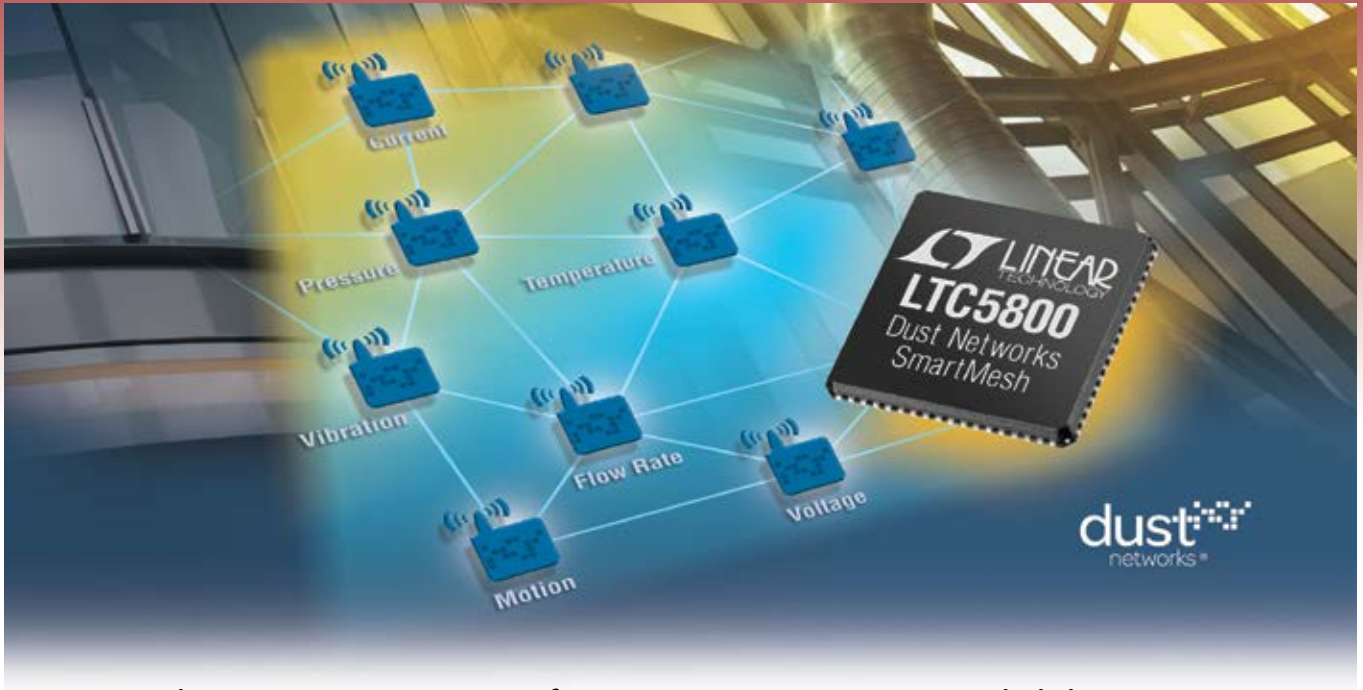 Current
Pressure
Temperature
Vibration
Flow Rate
Voltage
Motion
LINEAR
TECHNOLOGY
LTC5800
Dust Networks
SmartMesh
dust
networks®